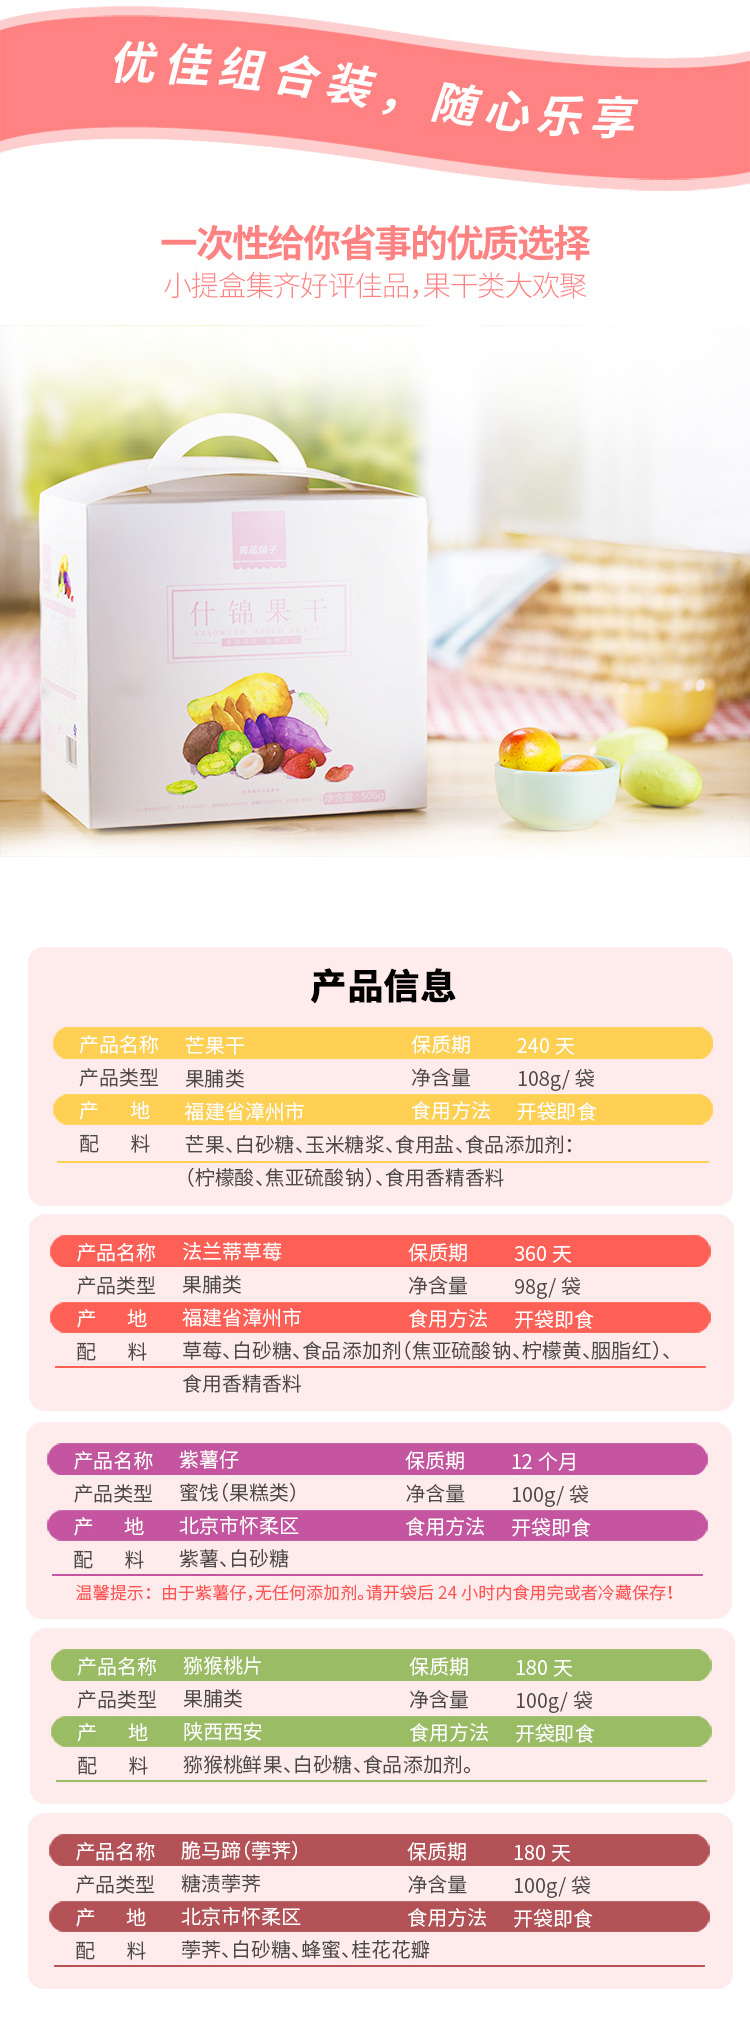 优佳组合装，随心乐享
一次性给你省事的优质选择
小提盒集齐好评佳品，果干类大欢聚
良品铺子
什锦果干
ASSORTED DRIED FRUITS
净含量：506g
产品信息
产品名称 芒果干 保质期 240 天
产品类型 果脯类 净含量 108g/ 袋
产 地 福建省漳州市 食用方法 开袋即食
配 料 芒果、白砂糖、玉米糖浆、食用盐、食品添加剂：
（柠檬酸、焦亚硫酸钠）、食用香精香料
产品名称 法兰蒂草莓 保质期 360 天
产品类型 果脯类 净含量 98g/ 袋
产 地 福建省漳州市 食用方法 开袋即食
配 料 草莓、白砂糖、食品添加剂（焦亚硫酸钠、柠檬黄、胭脂红）、
食用香精香料
产品名称 紫薯仔 保质期 12 个月
产品类型 蜜饯（果糕类） 净含量 100g/ 袋
产 地 北京市怀柔区 食用方法 开袋即食
配 料 紫薯、白砂糖
温馨提示：由于紫薯仔，无任何添加剂。请开袋后 24 小时内食用完或者冷藏保存！
产品名称 猕猴桃片 保质期 180 天
产品类型 果脯类 净含量 100g/ 袋
产 地 陕西西安 食用方法 开袋即食
配 料 猕猴桃鲜果、白砂糖、食品添加剂。
产品名称 脆马蹄（荸荠） 保质期 180 天
产品类型 糖渍荸荠 净含量 100g/ 袋
产 地 北京市怀柔区 食用方法 开袋即食
配 料 荸荠、白砂糖、蜂蜜、桂花花瓣